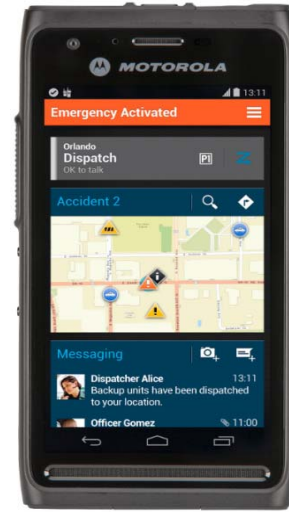 MOTOROLA
13:11
Emergency Activated
Orlando
Dispatch
OK to talk
P1
Accident 2
Messaging
Dispatcher Alice 13:11
Backup units have been dispatched
to your location.
Officer Gomez 11:00